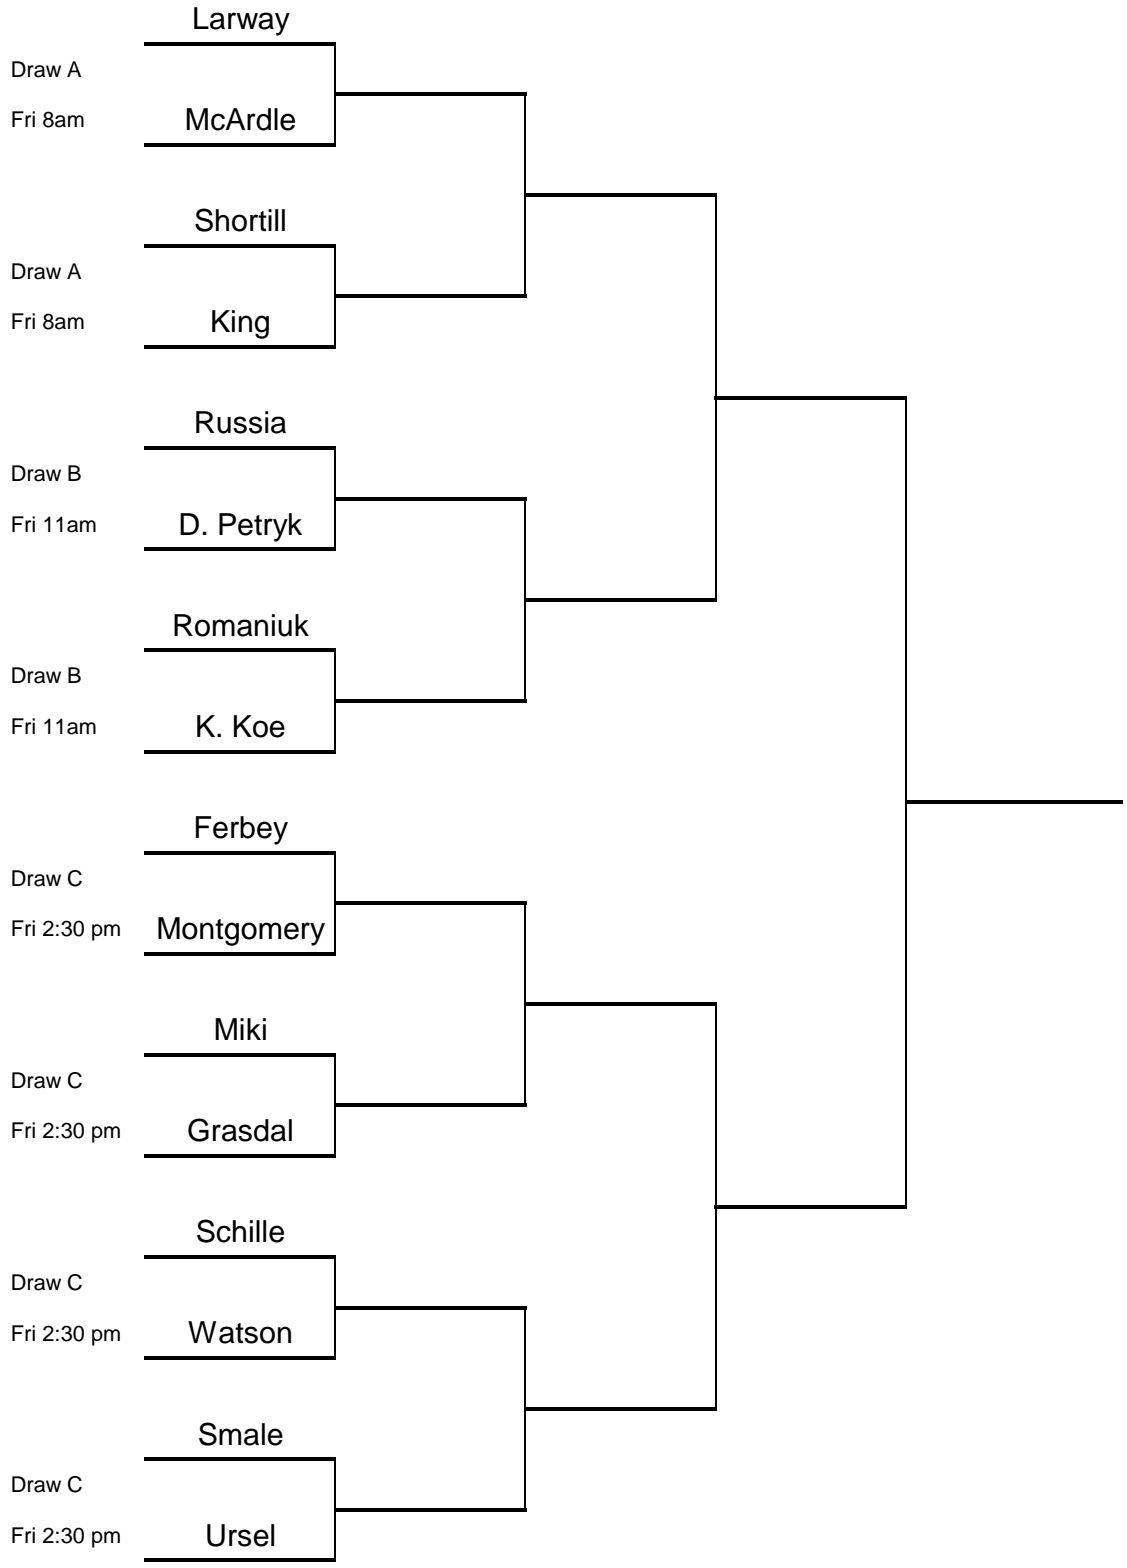 Larway
Draw A
Fri 8am McArdle
Shortill
Draw A
Fri 8am King
Russia
Draw B
Fri 11am D. Petryk
Romaniuk
Draw B
Fri 11am K. Koe
Ferbey
Draw C
Fri 2:30 pm Montgomery
Miki
Draw C
Fri 2:30 pm Grasdal
Schille
Draw C
Fri 2:30 pm Watson
Smale
Draw C
Fri 2:30 pm Ursel